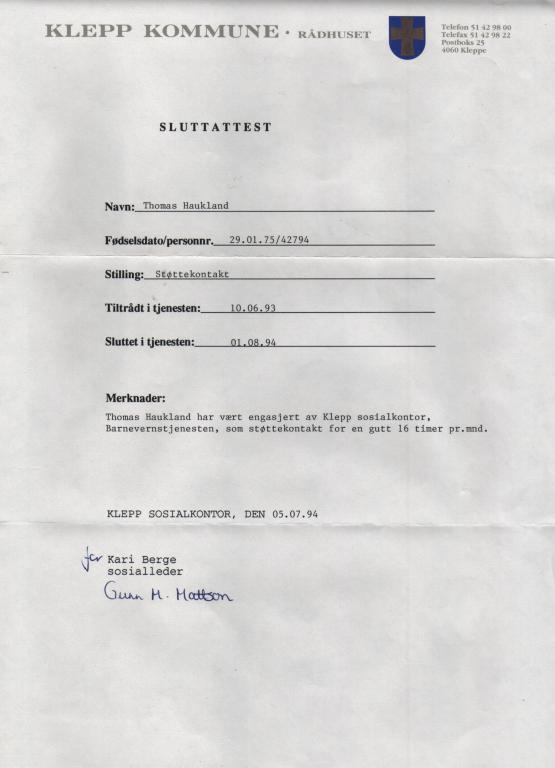 KLEPP KOMMUNE · RÅDHUSET
Telefon 51 42 98 00
Telefax 51 42 98 22
Postboks 25
4060 Kleppe
SLUTTATTEST
Navn: Thomas Haukland
Fødselsdato/personnr. 29.01.75/42794
Stilling: Støttekontakt
Tiltrådt i tjenesten: 10.06.93
Sluttet i tjenesten: 01.08.94
Merknader:
Thomas Haukland har vært engasjert av Klepp sosialkontor,
Barnevernstjenesten, som støttekontakt for en gutt 16 timer pr.mnd.
KLEPP SOSIALKONTOR, DEN 05.07.94
for Kari Berge
sosialleder
Gunn M. Mattson